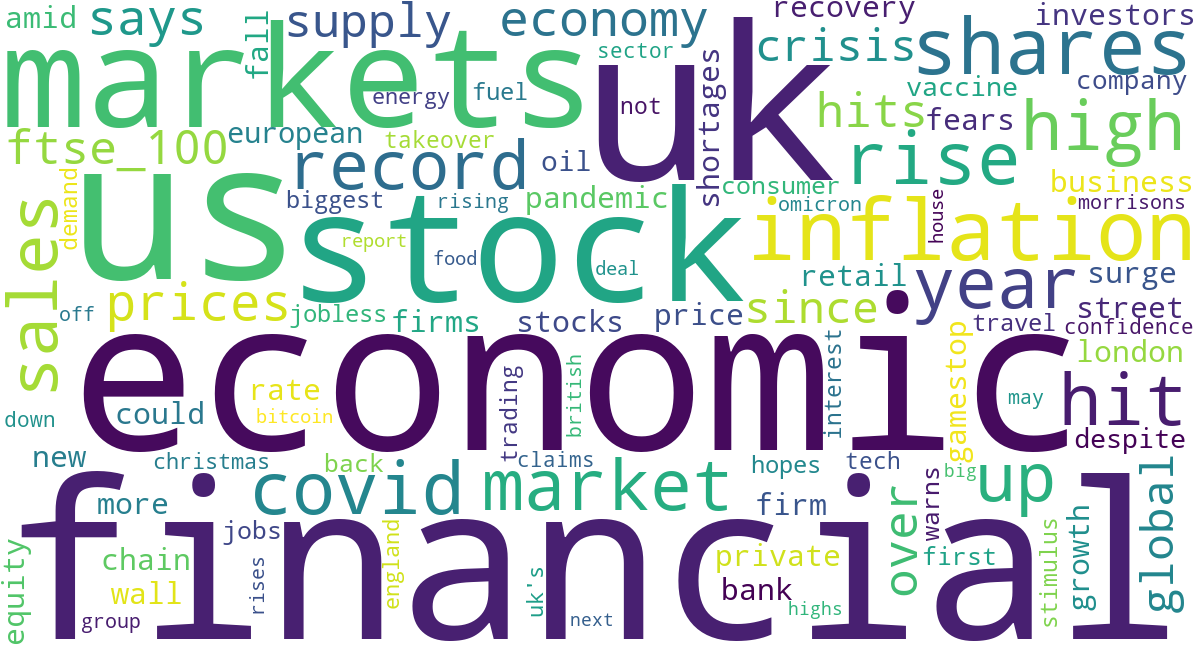 amid
says
fall
supply
economy
recovery
investors
sector
crisis
shares
markets
uk
energy
fuel
not
shortages
vaccine
company
hits
fears
high
ftse_100
european
takeover
record
oil
rise
demand
us
biggest
rising
pandemic
consumer
omicron
business
house
morrisons
stock
inflation
report
food
deal
sales
prices
retail
year
surge
off
jobless
firms
stocks
price
since
travel
street
confidence
economic
rate
bitcoin
could
down
trading
british
interest
gamestop
london
may
hit
despite
new
christmas
back
claims
hopes
tech
big
up
more
covid
market
firm
over
warns
global
financial
jobs
chain
wall
group
equity
rises
england
uk's
next
private
bank
highs
first
stimulus
growth